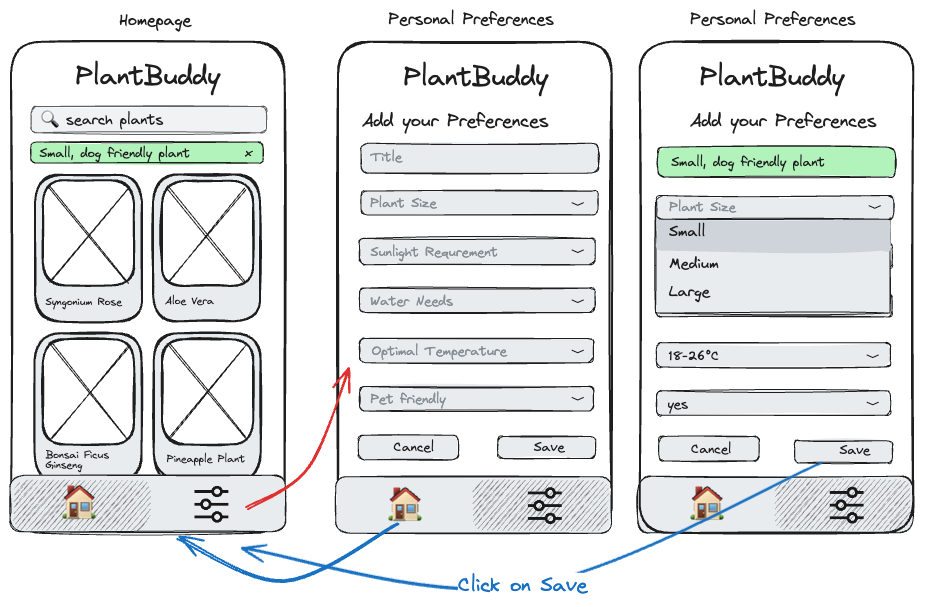 Homepage
PlantBuddy
search plants
Small, dog friendly plant ×
Syngonium Rose
Aloe Vera
Bonsai Ficus
Ginseng
Pineapple Plant
Personal Preferences
PlantBuddy
Add your Preferences
Title
Plant Size
Sunlight Requrement
Water Needs
Optimal Temperature
Pet friendly
Cancel
Save
Personal Preferences
PlantBuddy
Add your Preferences
Small, dog friendly plant
Plant Size
Small
Medium
Large
18-26°C
yes
Cancel
Save
Click on Save